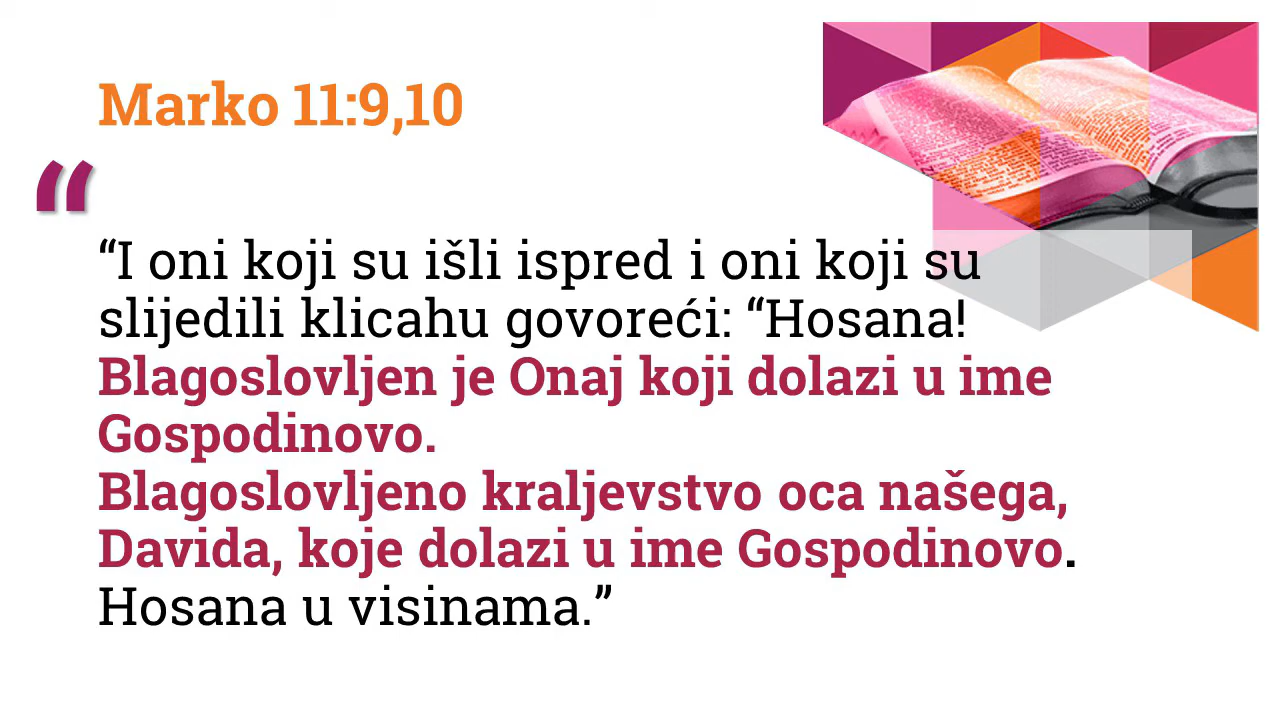 Marko 11:9,10
“
“I oni koji su išli ispred i oni koji su
slijedili klicahu govoreći: “Hosana!
Blagoslovljen je Onaj koji dolazi u ime
Gospodinovo.
Blagoslovljeno kraljevstvo oca našega,
Davida, koje dolazi u ime Gospodinovo.
Hosana u visinama.”